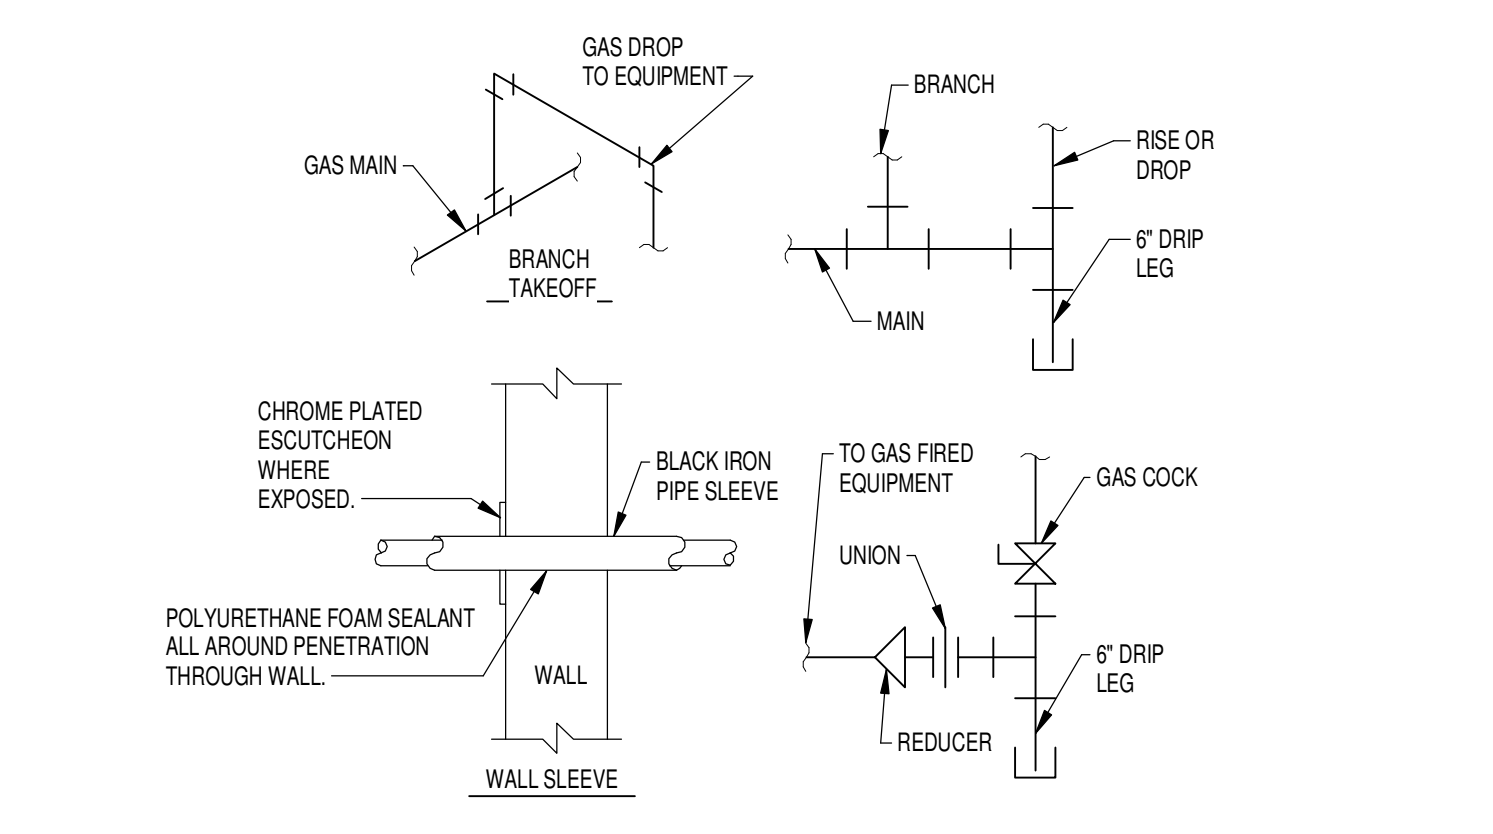 GAS DROP
TO EQUIPMENT
GAS MAIN
BRANCH
TAKEOFF
BRANCH
RISE OR
DROP
6" DRIP
LEG
MAIN
CHROME PLATED
ESCUTCHEON
WHERE
EXPOSED.
BLACK IRON
PIPE SLEEVE
POLYURETHANE FOAM SEALANT
ALL AROUND PENETRATION
THROUGH WALL.
WALL
WALL SLEEVE
TO GAS FIRED
EQUIPMENT
GAS COCK
UNION
6" DRIP
LEG
REDUCER